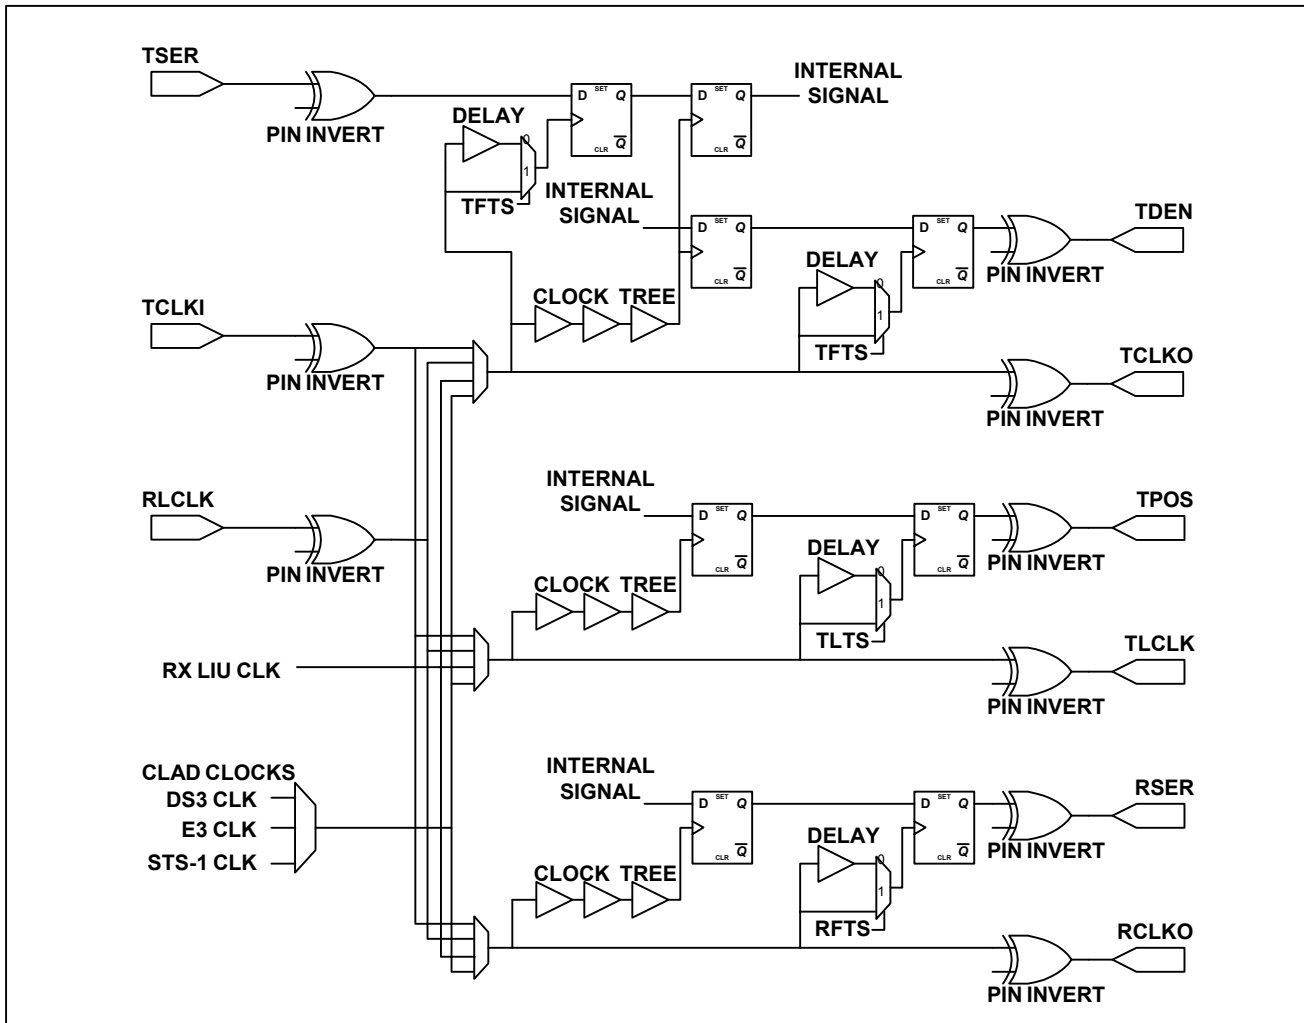 TSER
PIN INVERT
DELAY
0
1
TFTS
D SET Q
CLR Q
D SET Q
CLR Q
INTERNAL
SIGNAL
INTERNAL
SIGNAL
D SET Q
CLR Q
DELAY
0
1
TFTS
D SET Q
CLR Q
PIN INVERT
TDEN
TCLKI
PIN INVERT
CLOCK TREE
PIN INVERT
TCLKO
RLCLK
PIN INVERT
INTERNAL
SIGNAL
D SET Q
CLR Q
CLOCK TREE
DELAY
0
1
TLTS
D SET Q
CLR Q
PIN INVERT
TPOS
RX LIU CLK
PIN INVERT
TLCLK
CLAD CLOCKS
DS3 CLK
E3 CLK
STS-1 CLK
INTERNAL
SIGNAL
D SET Q
CLR Q
CLOCK TREE
DELAY
0
1
RFTS
D SET Q
CLR Q
PIN INVERT
RSER
PIN INVERT
RCLKO